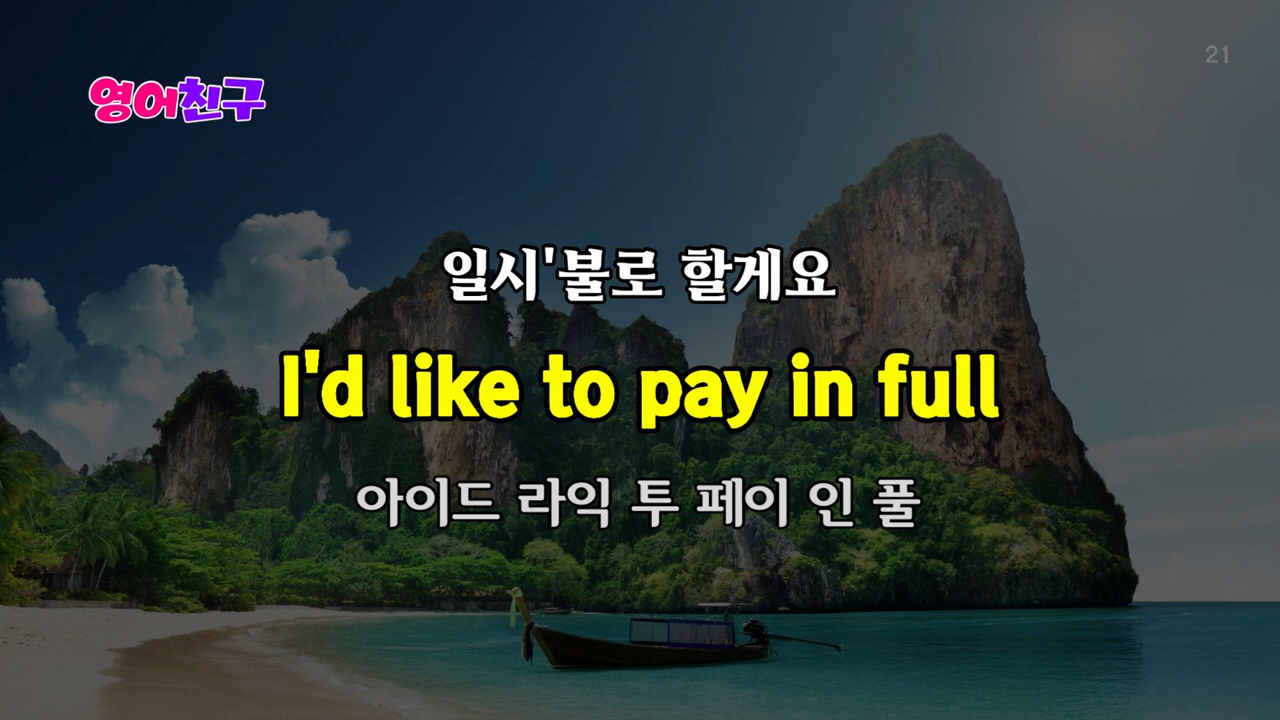 21
영어친구
일시'불로 할게요
I'd like to pay in full
아이드 라익 투 페이 인 풀